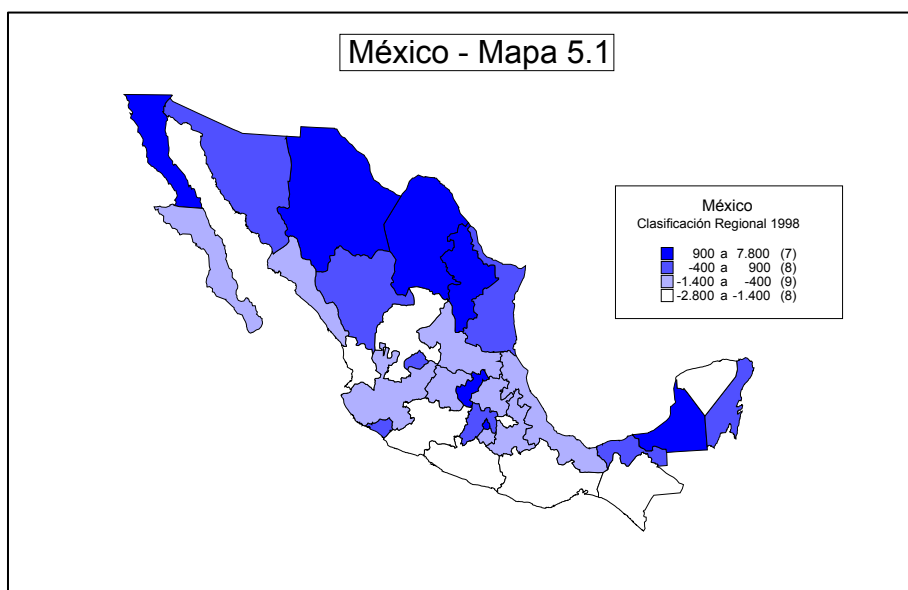 México - Mapa 5.1
México
Clasificación Regional 1998
900 a 7.800 (7)
-400 a 900 (8)
-1.400 a -400 (9)
-2.800 a -1.400 (8)